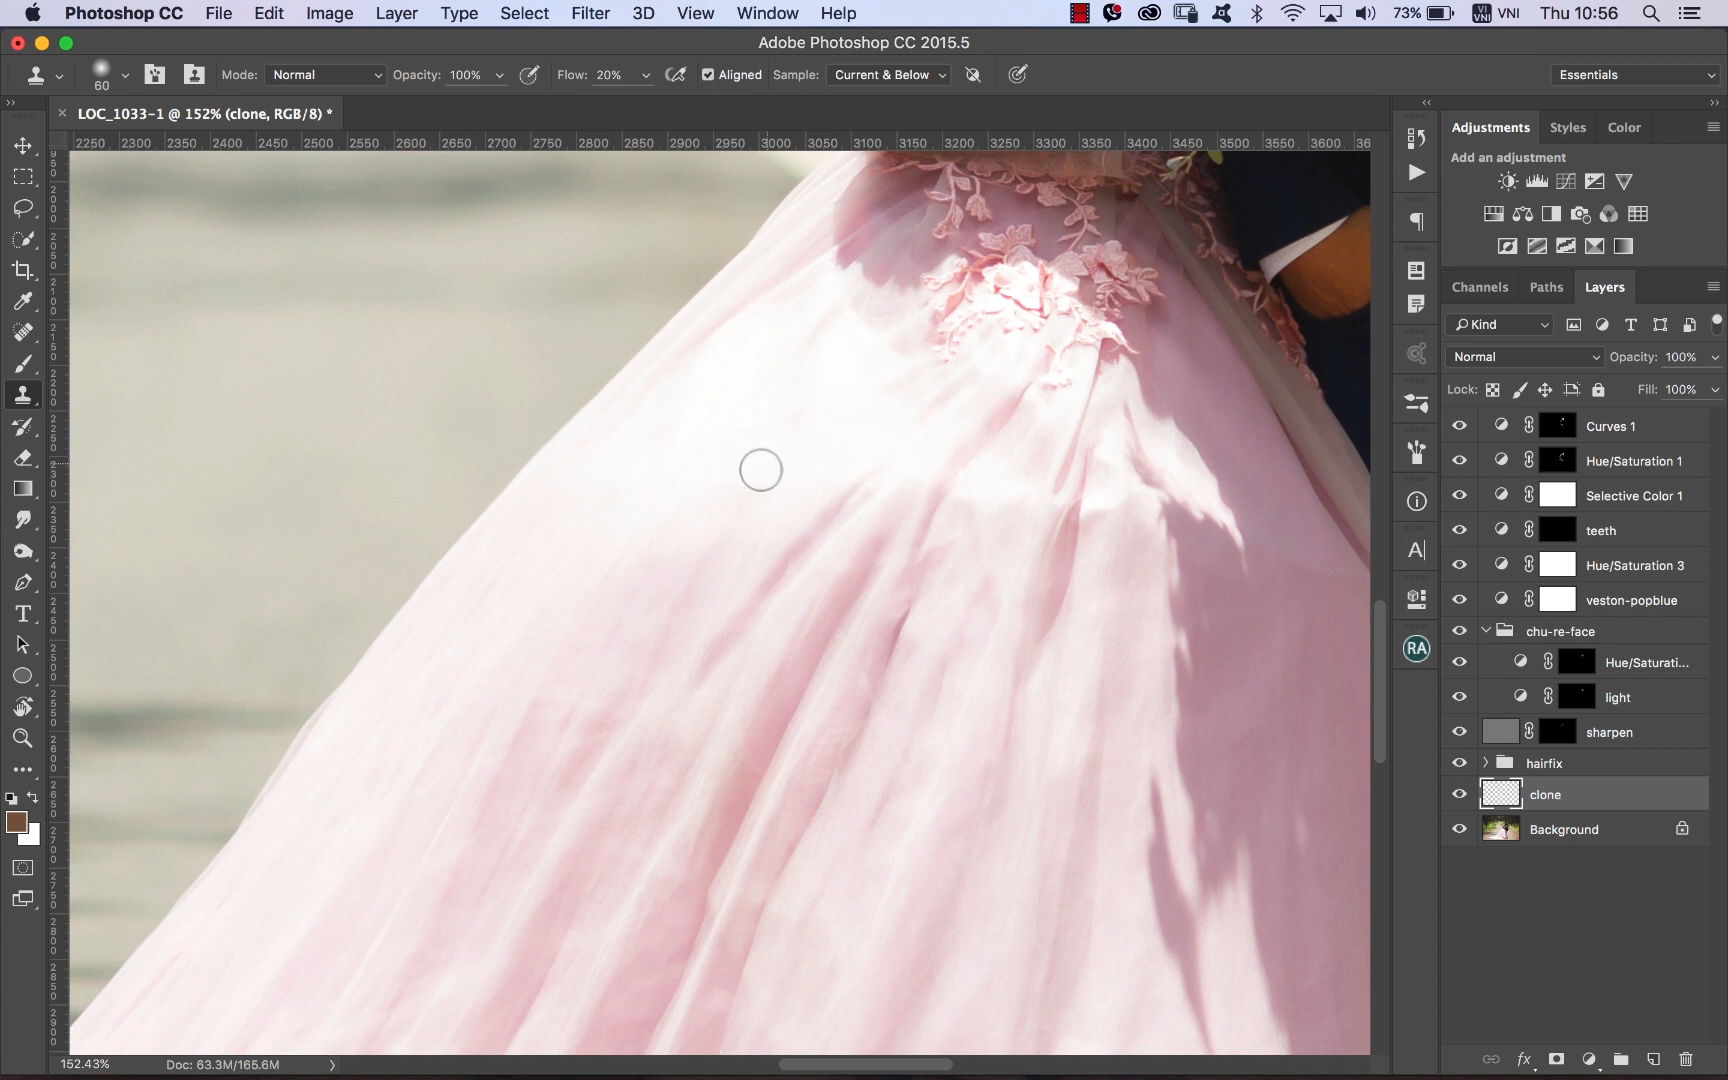 Photoshop CC File Edit Image Layer Type Select Filter 3D View Window Help 73% VI VNI VNI Thu 10:56
Adobe Photoshop CC 2015.5
60 Mode: Normal Opacity: 100% Flow: 20% Aligned Sample: Current & Below Essentials
LOC_1033-1 @ 152% (clone, RGB/8) *
2250 2300 2350 2400 2450 2500 2550 2600 2650 2700 2750 2800 2850 2900 2950 3000 3050 3100 3150 3200 3250 3300 3350 3400 3450 3500 3550 3600 36
Adjustments Styles Color
Add an adjustment
Channels Paths Layers
Kind
Normal Opacity: 100%
Lock: Fill: 100%
Curves 1
Hue/Saturation 1
Selective Color 1
teeth
Hue/Saturation 3
veston-popblue
chu-re-face
Hue/Saturati...
light
sharpen
hairfix
clone
Background
RA
152.43% Doc: 63.3M/165.6M